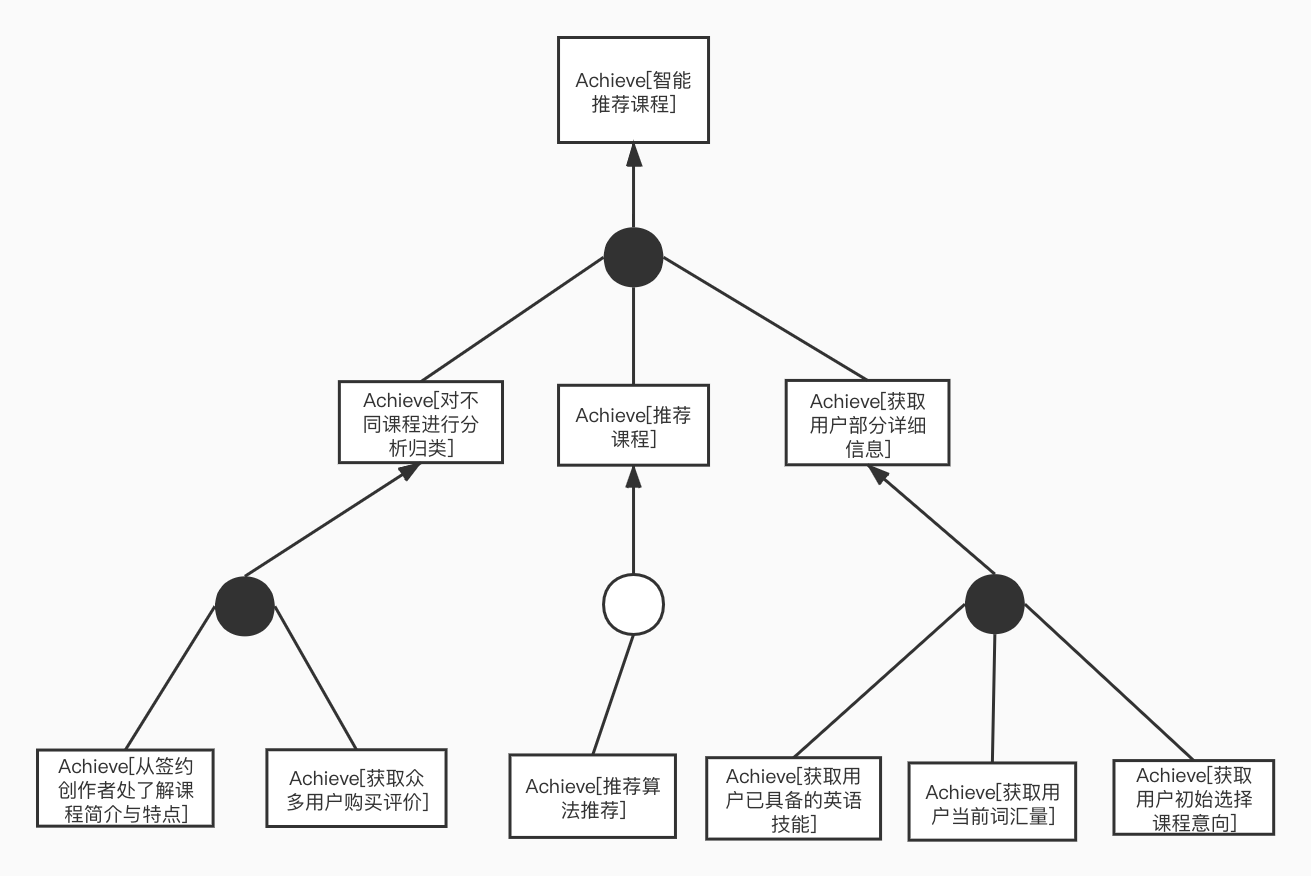 Achieve[智能
推荐课程]
Achieve[对不
同课程进行分
析归类]
Achieve[推荐
课程]
Achieve[获取
用户部分详细
信息]
Achieve[从签约
创作者处了解课
程简介与特点]
Achieve[获取众
多用户购买评价]
Achieve[推荐算
法推荐]
Achieve[获取用
户已具备的英语
技能]
Achieve[获取用
户当前词汇量]
Achieve[获取
用户初始选择
课程意向]